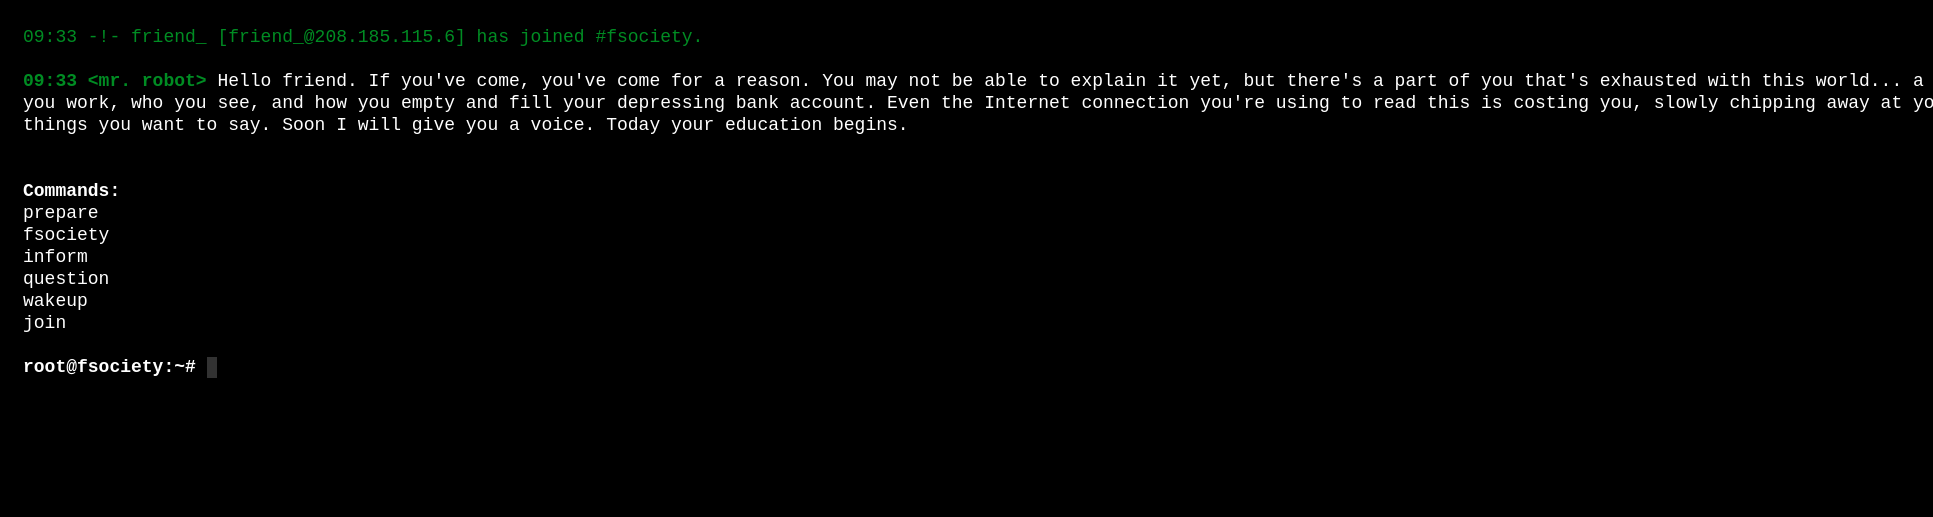 09:33 -!- friend_ [friend_@208.185.115.6] has joined #fsociety.
09:33 <mr. robot> Hello friend. If you've come, you've come for a reason. You may not be able to explain it yet, but there's a part of you that's exhausted with this world... a
you work, who you see, and how you empty and fill your depressing bank account. Even the Internet connection you're using to read this is costing you, slowly chipping away at yo
things you want to say. Soon I will give you a voice. Today your education begins.
Commands:
prepare
fsociety
inform
question
wakeup
join
root@fsociety:~#